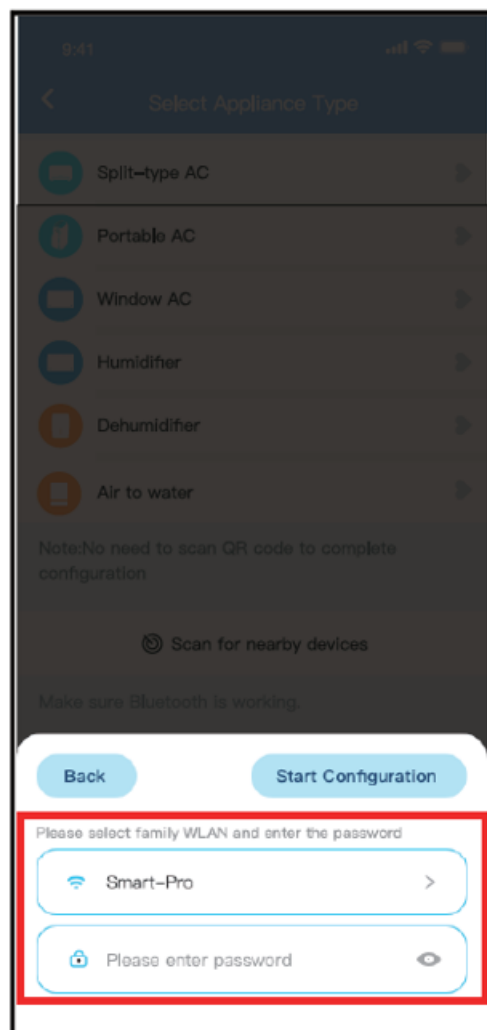 9:41
Select Appliance Type
Split-type AC
Portable AC
Window AC
Humidifier
Dehumidifier
Air to water
Note:No need to scan QR code to complete
configuration
Scan for nearby devices
Make sure Bluetooth is working.
Back
Start Configuration
Please select family WLAN and enter the password
Smart-Pro
Please enter password